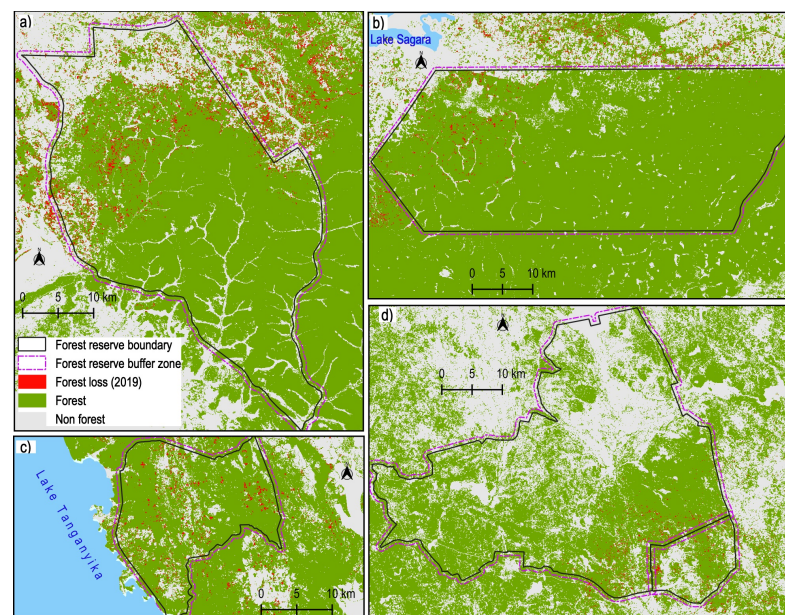 a)
0 5 10 km
Forest reserve boundary
Forest reserve buffer zone
Forest loss (2019)
Forest
Non forest
b)
Lake Sagara
0 5 10 km
c)
Lake Tanganyika
0 5 10 km
d)
0 5 10 km